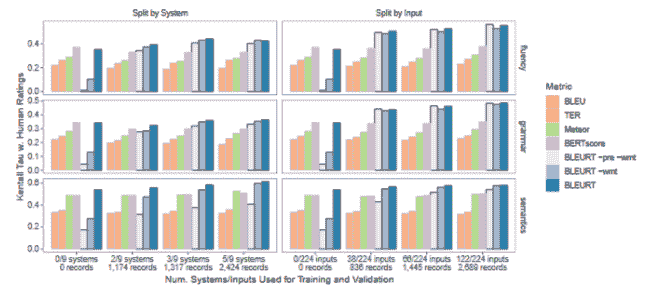 Split by System
Split by Input
fluency
0.4
0.2
0.0
grammar
0.5
0.4
0.3
0.2
0.1
0.0
semantics
0.6
0.4
0.2
0.0
Kendall Tau w. Human Ratings
0/9 systems
0 records
2/9 systems
1,174 records
3/9 systems
1,317 records
5/9 systems
2,424 records
0/224 inputs
0 records
38/224 inputs
836 records
66/224 inputs
1,445 records
122/224 inputs
2,689 records
Num. Systems/Inputs Used for Training and Validation
Metric
BLEU
TER
Meteor
BERTscore
BLEURT -pre -wmt
BLEURT -wmt
BLEURT